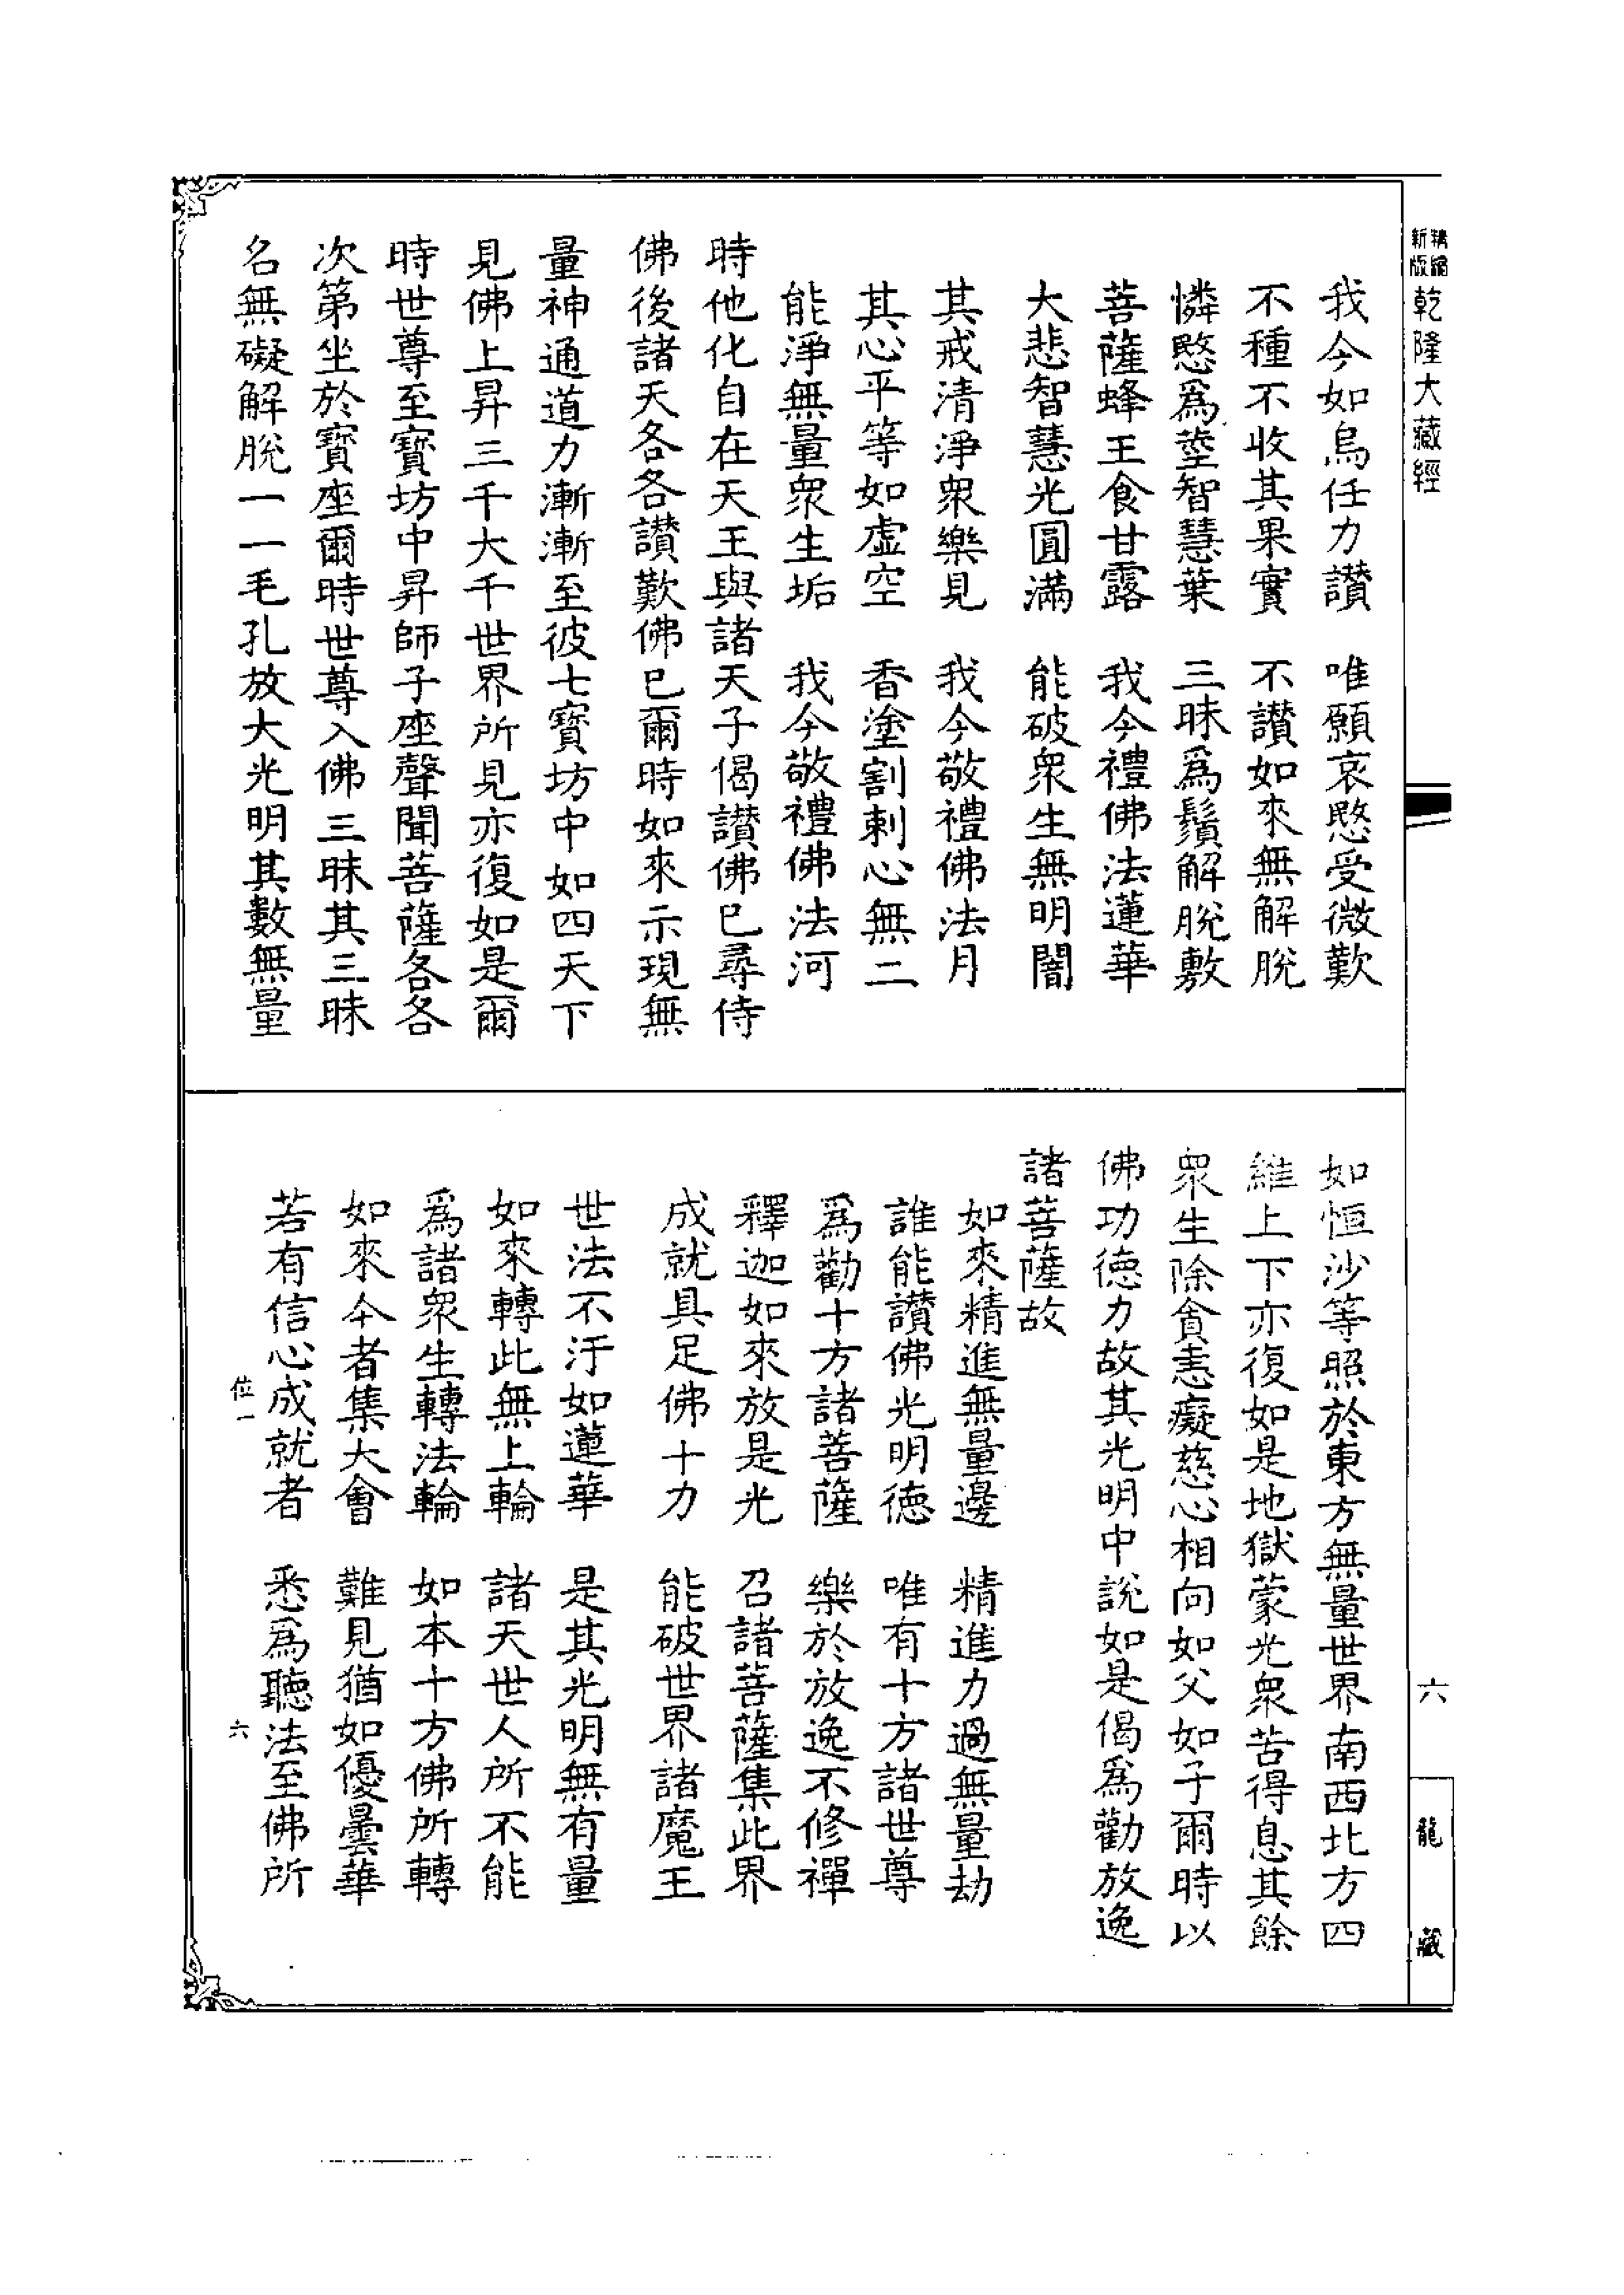 新版精縮乾隆大藏經
我今如烏任力讃　唯願哀愍受微歎
不種不收其果實　不讃如來無解脫
憐愍爲莖智慧葉　三昧爲鬚解脫敷
菩薩蜂王食甘露　我今禮佛法蓮華
大悲智慧光圓滿　能破衆生無明闇
其戒清淨衆樂見　我今敬禮佛法月
其心平等如虛空　香塗割刺心無二
能淨無量衆生垢　我今敬禮佛法河
時他化自在天王與諸天子偈讃佛已尋侍
佛後諸天各各讃歎佛已爾時如來示現無
量神通道力漸漸至彼七寶坊中如四天下
見佛上昇三千大千世界所見亦復如是爾
時世尊至寶坊中昇師子座聲聞菩薩各各
次第坐於寶座爾時世尊入佛三昧其三昧
名無礙解脫一一毛孔放大光明其數無量
如恒沙等照於東方無量世界南西北方四
維上下亦復如是地獄蒙光衆苦得息其餘
衆生除貪恚癡慈心相向如父如子爾時以
佛功德力故其光明中說如是偈爲勸放逸
諸菩薩故
如來精進無量邊　精進力過無量劫
誰能讃佛光明德　唯有十方諸世尊
爲勸十方諸菩薩　樂於放逸不修禪
釋迦如來放是光　召諸菩薩集此界
成就具足佛十力　能破世界諸魔王
世法不汙如蓮華　是其光明無有量
如來轉此無上輪　諸天世人所不能
爲諸衆生轉法輪　如本十方佛所轉
如來今者集大會　難見猶如優曇華
若有信心成就者　悉爲聽法至佛所
位一　六
六
龍藏